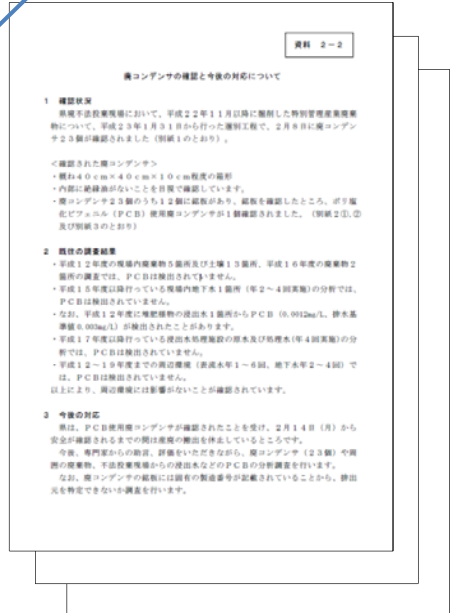 資料 2－2
廃コンデンサの確認と今後の対応について
1 確認状況
県境不法投棄現場において、平成22年11月以降に掘削した特別管理産業廃棄
物について、平成23年1月31日から行った選別工程で、2月8日に廃コンデン
サ23個が確認されました（別紙1のとおり）。
＜確認された廃コンデンサ＞
・概ね40cm×40cm×10cm程度の箱形
・内部に絶縁油がないことを目視で確認しています。
・廃コンデンサ23個のうち12個に銘板があり、銘板を確認したところ、ポリ塩
化ビフェニル（PCB）使用廃コンデンサが1個確認されました。（別紙2①,②
及び別紙3のとおり）
2 既往の調査結果
・平成12年度の現場内廃棄物5箇所及び土壌13箇所、平成16年度の廃棄物2
箇所の調査では、PCBは検出されていません。
・平成15年度以降行っている現場内地下水1箇所（年2～4回実施）の分析では、
PCBは検出されていません。
・なお、平成12年度に堆肥様物の浸出水1箇所からPCB（0.0012mg/L、排水基
準値0.003mg/L）が検出されたことがあります。
・平成17年度以降行っている浸出水処理施設の原水及び処理水（年4回実施）の分
析では、PCBは検出されていません。
・平成12～19年度までの周辺環境（表流水年1～6回、地下水年2～4回）で
は、PCBは検出されていません。
以上により、周辺環境には影響がないことが確認されています。
3 今後の対応
県は、PCB使用廃コンデンサが確認されたことを受け、2月14日（月）から
安全が確認されるまでの間は産廃の搬出を休止しているところです。
今後、専門家からの助言、評価をいただきながら、廃コンデンサ（23個）や周
囲の廃棄物、不法投棄現場からの浸出水などのPCBの分析調査を行います。
なお、廃コンデンサの銘板には固有の製造番号が記載されていることから、排出
元を特定できないか調査を行います。